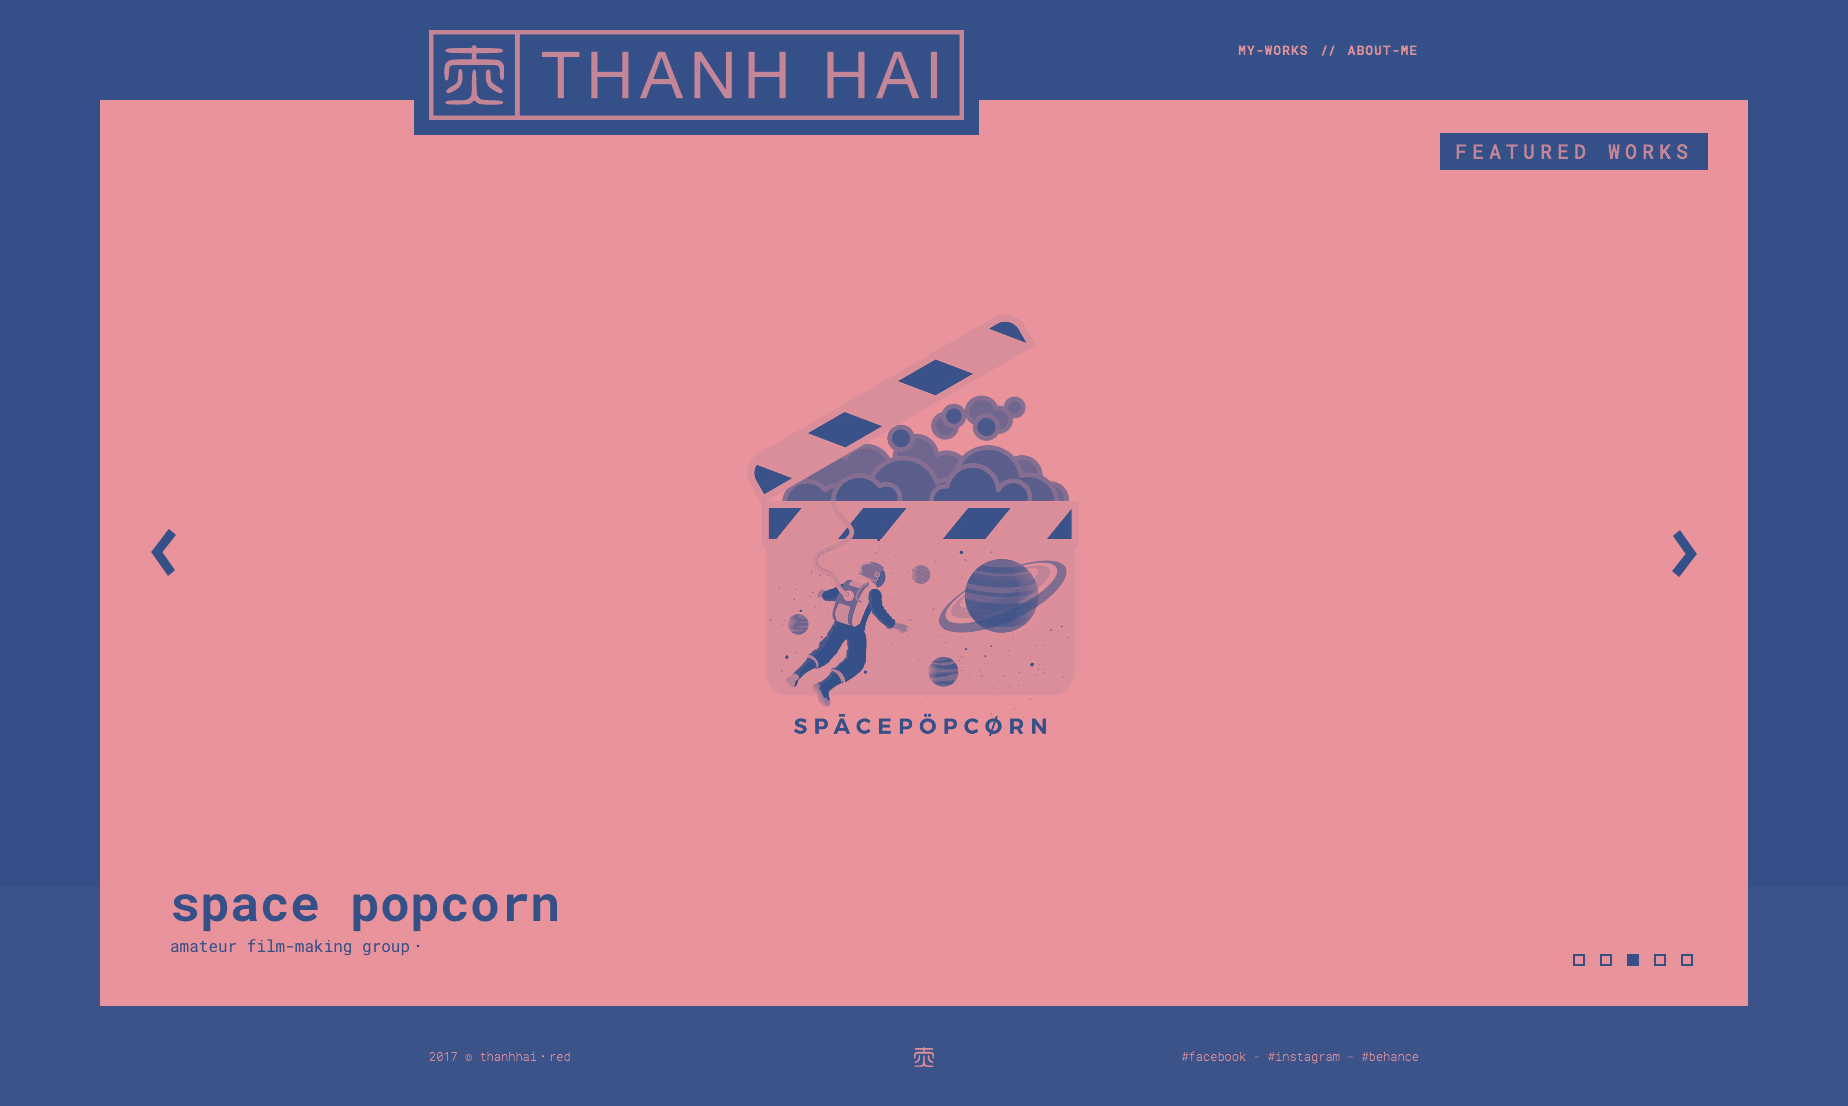 THANH HAI
MY-WORKS // ABOUT-ME
FEATURED WORKS
SPĀCEPÖPCØRN
space popcorn
amateur film-making group·
2017 © thanhhai·red
#facebook - #instagram - #behance